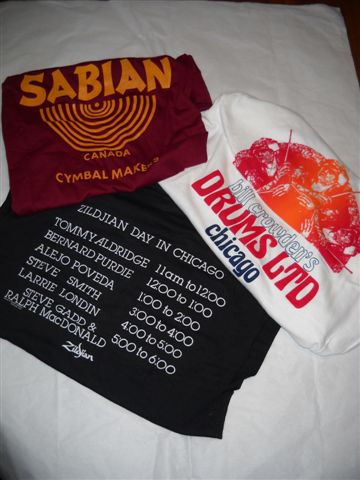 SABIAN
CANADA
CYMBAL MAKERS
bill crowden's
DRUMS LTD
chicago
ZILDJIAN DAY IN CHICAGO
TOMMY ALDRIDGE 11am to 12:00
BERNARD PURDIE 12:00 to 1:00
ALEJO POVEDA 1:00 to 2:00
STEVE SMITH 3:00 to 4:00
LARRIE LONDIN 4:00 to 5:00
STEVE GADD &
RALPH MacDONALD 5:00 to 6:00
Zildjian